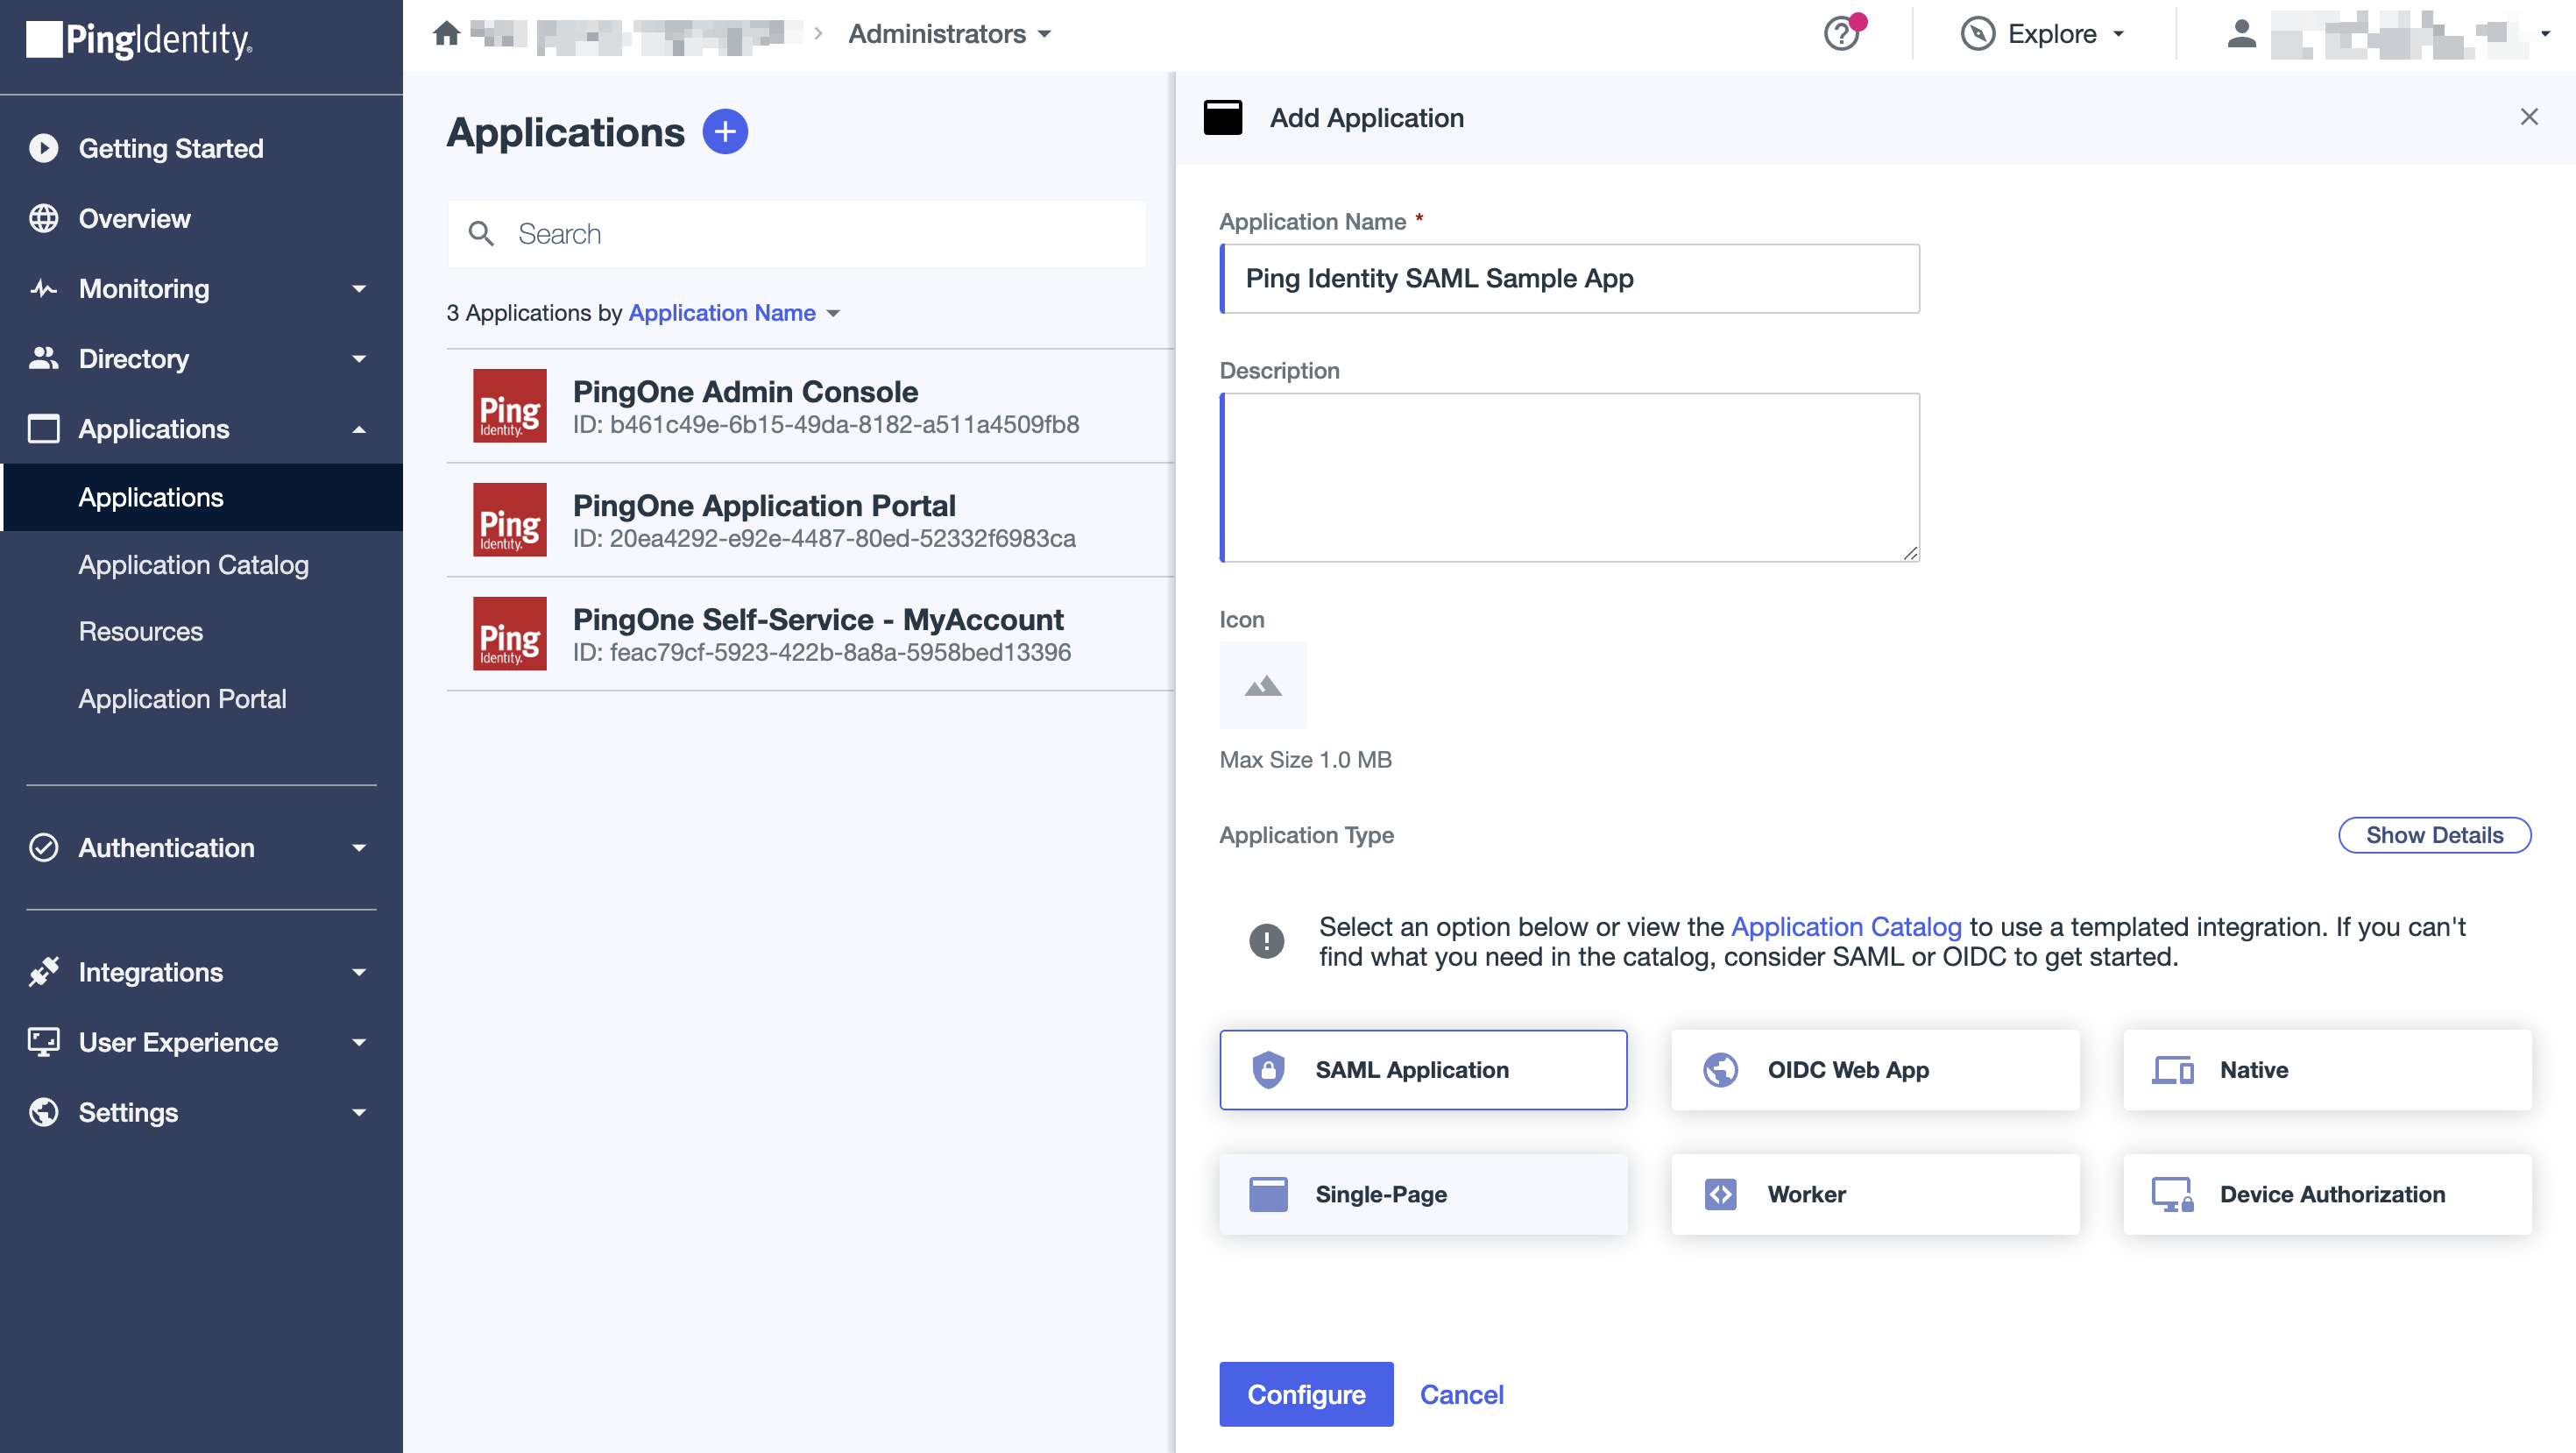 PingIdentity®
Getting Started
Overview
Monitoring
Directory
Applications
Applications
Application Catalog
Resources
Application Portal
Authentication
Integrations
User Experience
Settings
Administrators
Explore
Applications
Search
3 Applications by Application Name
Ping Identity.
PingOne Admin Console
ID: b461c49e-6b15-49da-8182-a511a4509fb8
Ping Identity.
PingOne Application Portal
ID: 20ea4292-e92e-4487-80ed-52332f6983ca
Ping Identity.
PingOne Self-Service - MyAccount
ID: feac79cf-5923-422b-8a8a-5958bed13396
Add Application
Application Name *
Ping Identity SAML Sample App
Description
Icon
Max Size 1.0 MB
Application Type
Show Details
Select an option below or view the Application Catalog to use a templated integration. If you can't
find what you need in the catalog, consider SAML or OIDC to get started.
SAML Application
OIDC Web App
Native
Single-Page
Worker
Device Authorization
Configure
Cancel